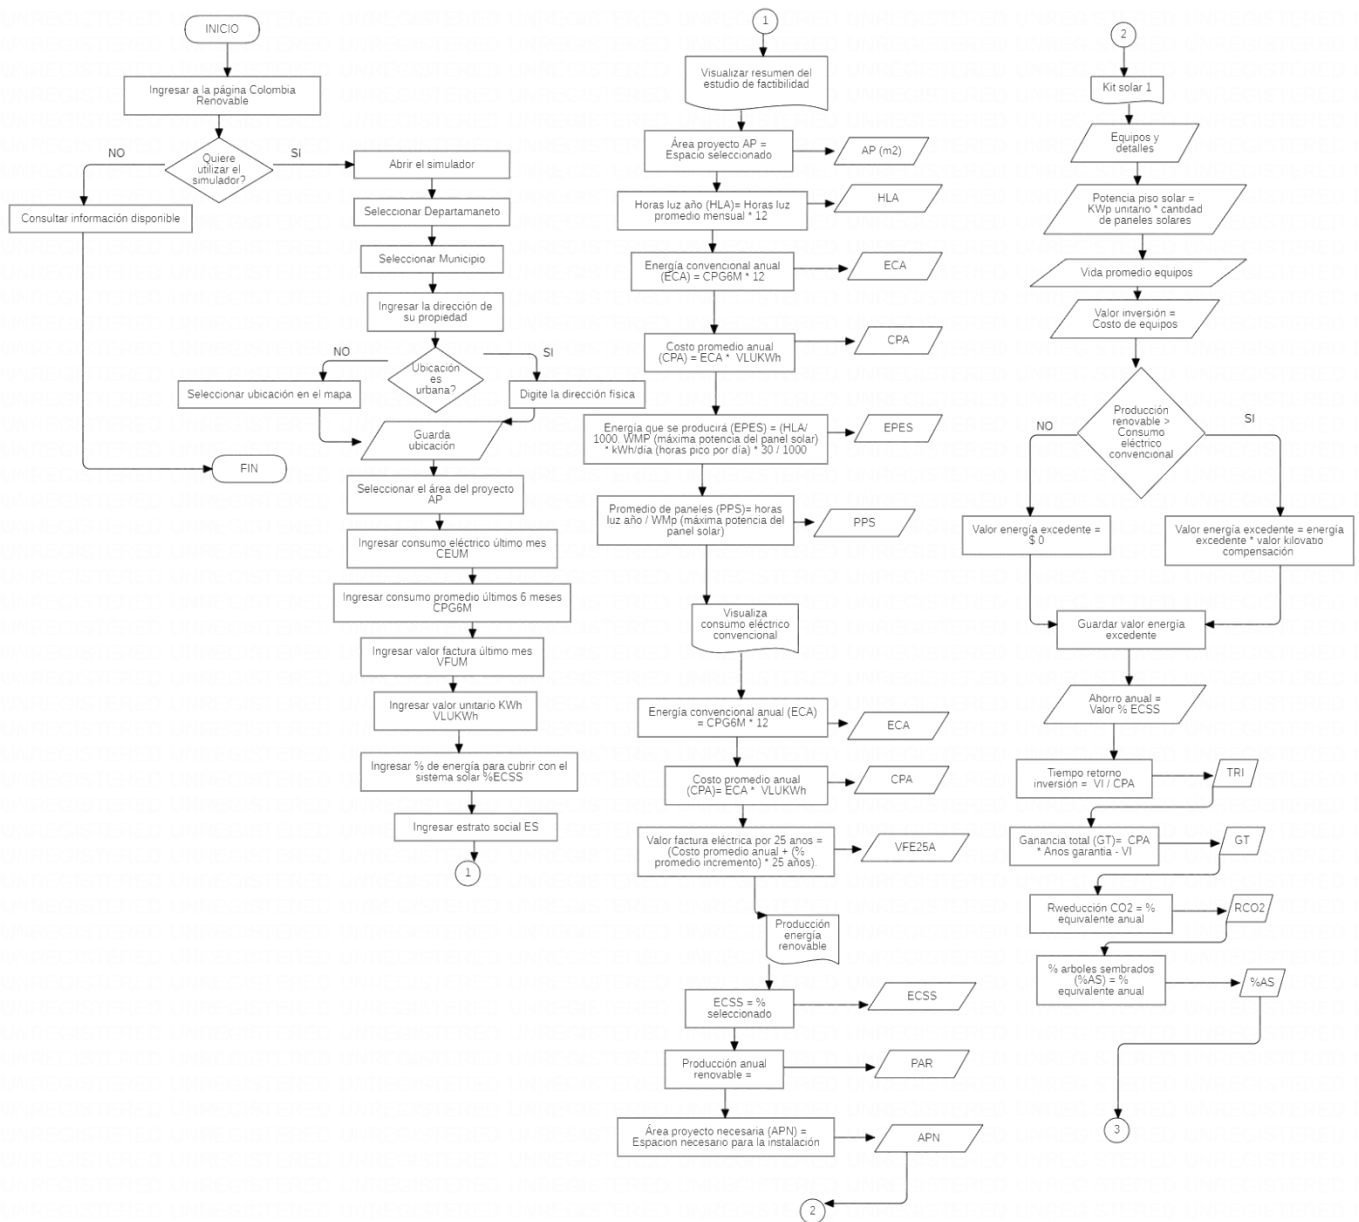 INICIO
Ingresar a la página Colombia
Renovable
NO
Quiere
utilizar el
simulador?
SI
Abrir el simulador
Consultar información disponible
Seleccionar Departamaneto
Seleccionar Municipio
Ingresar la dirección de
su propiedad
NO
Ubicación
es
urbana?
SI
Seleccionar ubicación en el mapa
Digite la dirección física
Guarda
ubicación
FIN
Seleccionar el área del proyecto
AP
Ingresar consumo eléctrico último mes
CEUM
Ingresar consumo promedio últimos 6 meses
CPG6M
Ingresar valor factura último mes
VFUM
Ingresar valor unitario KWh
VLUKWh
Ingresar % de energía para cubrir con el
sistema solar %ECSS
Ingresar estrato social ES
1
1
Visualizar resumen del
estudio de factibilidad
Área proyecto AP =
Espacio seleccionado
AP (m2)
Horas luz año (HLA)= Horas luz
promedio mensual * 12
HLA
Energía convencional anual
(ECA) = CPG6M * 12
ECA
Costo promedio anual
(CPA) = ECA * VLUKWh
CPA
Energia que se producirá (EPES) = (HLA/
1000, WMP (máxima potencia del panel solar)
* kWh/día (horas pico por día) * 30 / 1000
EPES
Promedio de paneles (PPS)= horas
luz año / WMp (máxima potencia del
panel solar)
PPS
Visualiza
consumo eléctrico
convencional
Energía convencional anual (ECA)
= CPG6M * 12
ECA
Costo promedio anual
(CPA)= ECA * VLUKWh
CPA
Valor factura eléctrica por 25 anos =
(Costo promedio anual + (%
promedio incremento) * 25 años).
VFE25A
Producción
energía
renovable
ECSS = %
seleccionado
ECSS
Producción anual
renovable =
PAR
Área proyecto necesaria (APN) =
Espacion necesario para la instalación
APN
2
2
Kit solar 1
Equipos y
detalles
Potencia piso solar =
KWp unitario * cantidad
de paneles solares
Vida promedio equipos
Valor inversión =
Costo de equipos
NO
Producción
renovable >
Consumo
eléctrico
convencional
SI
Valor energía excedente =
$ 0
Valor energía excedente = energía
excedente * valor kilovatio
compensación
Guardar valor energía
excedente
Ahorro anual =
Valor % ECSS
Tiempo retorno
inversión = VI / CPA
TRI
Ganancia total (GT)= CPA
* Anos garantia - VI
GT
Rweducción CO2 = %
equivalente anual
RCO2
% arboles sembrados
(%AS) = %
equivalente anual
%AS
3